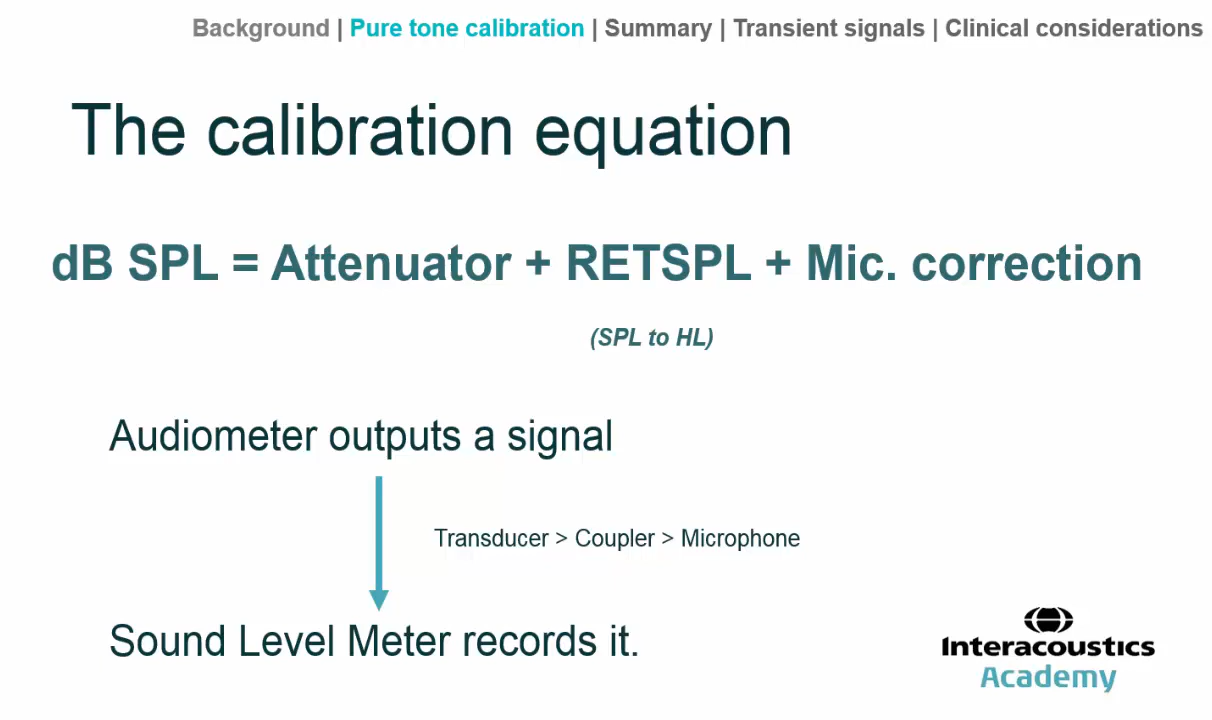 Background | Pure tone calibration | Summary | Transient signals | Clinical considerations
The calibration equation
dB SPL = Attenuator + RETSPL + Mic. correction
(SPL to HL)
Audiometer outputs a signal
Transducer > Coupler > Microphone
Sound Level Meter records it.
Interacoustics
Academy